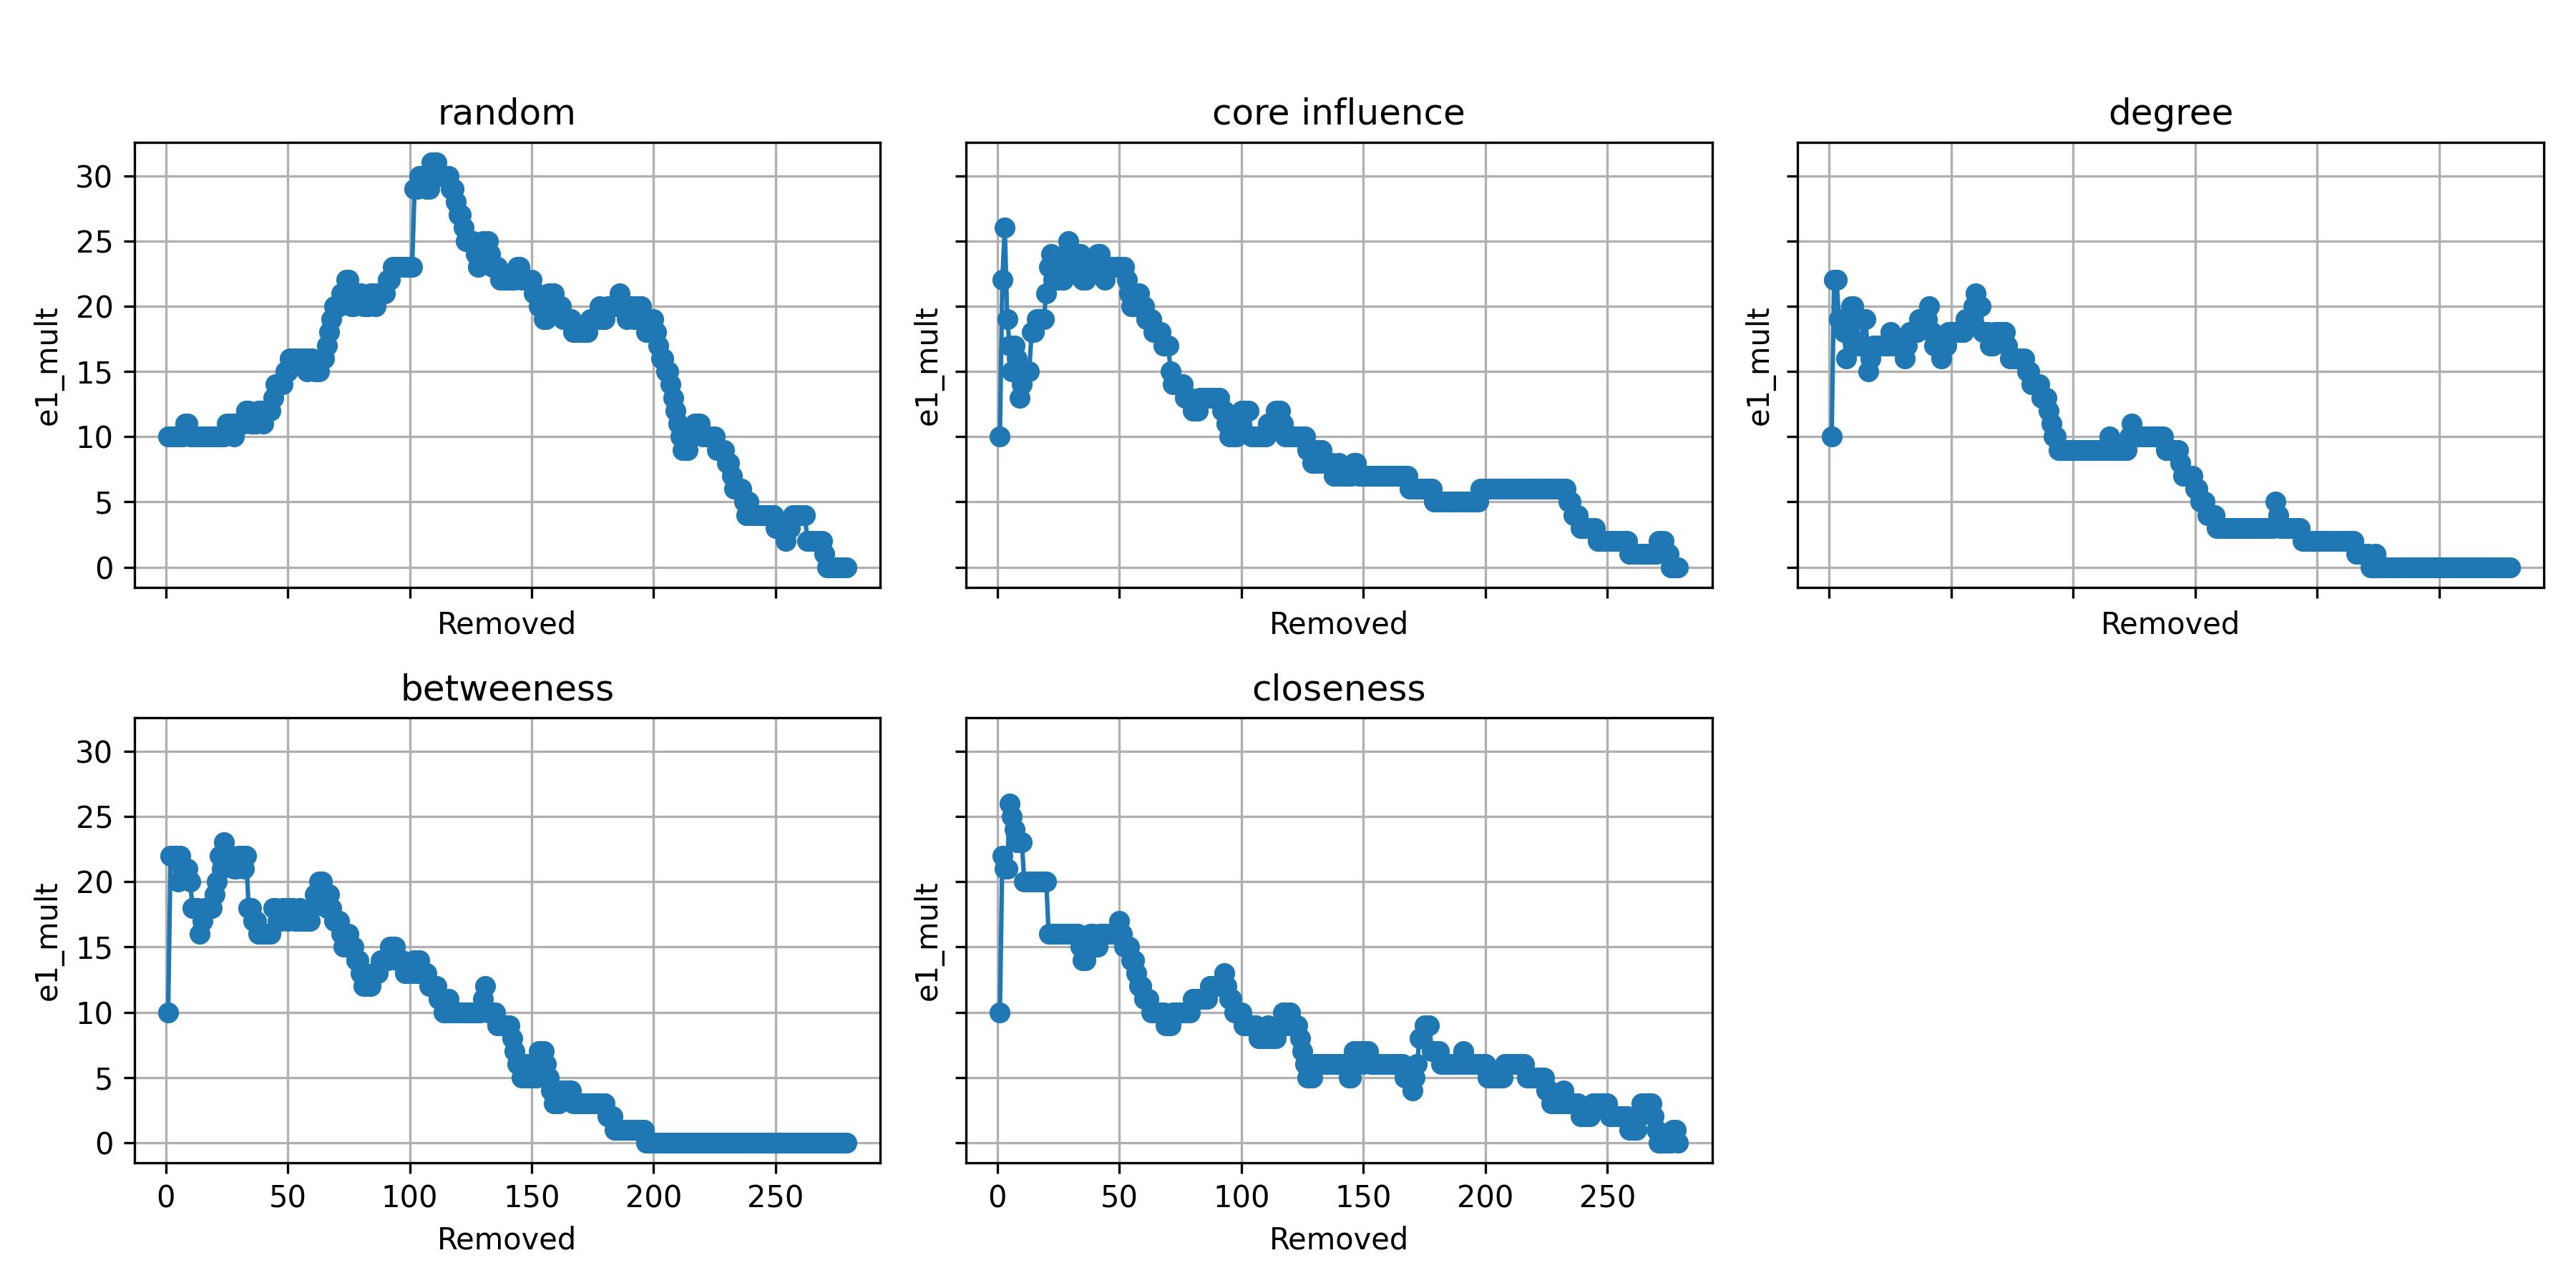 random
core influence
degree
30
25
20
15
10
5
0
e1_mult
e1_mult
e1_mult
Removed
Removed
Removed
betweeness
closeness
30
25
20
15
10
5
0
e1_mult
e1_mult
0 50 100 150 200 250
0 50 100 150 200 250
Removed
Removed